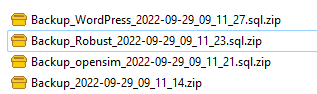 Backup_WordPress_2022-09-29_09_11_27.sql.zip
Backup_Robust_2022-09-29_09_11_23.sql.zip
Backup_opensim_2022-09-29_09_11_21.sql.zip
Backup_2022-09-29_09_11_14.zip